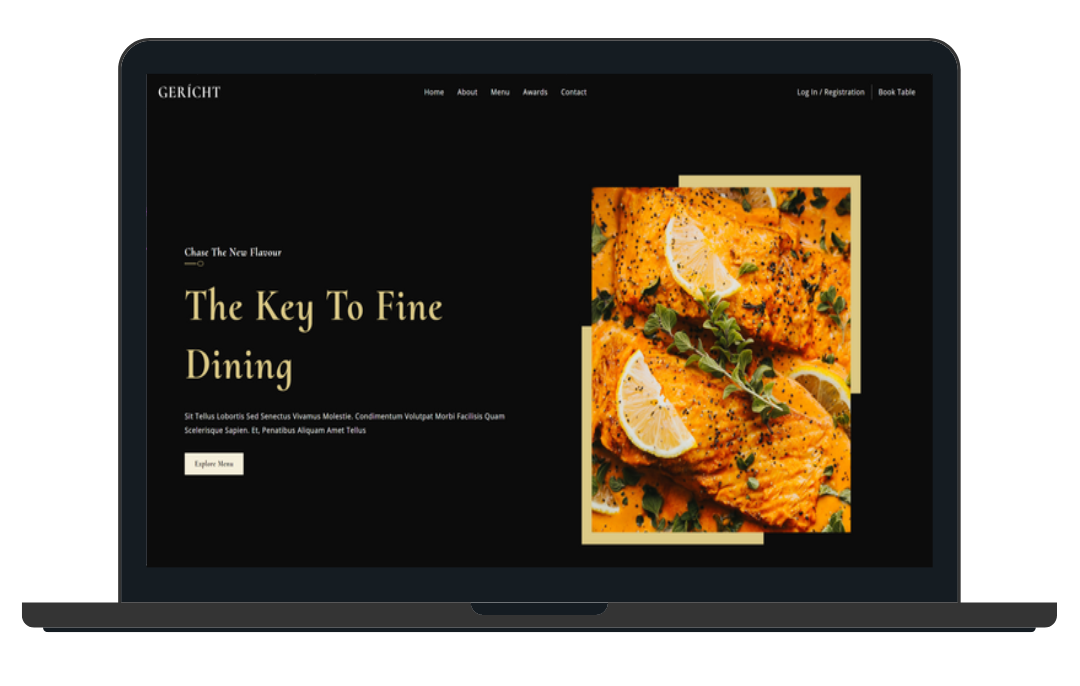 GERÍCHT
Home About Menu Awards Contact
Log In / Registration Book Table
Chase The New Flavour
The Key To Fine
Dining
Sit Tellus Lobortis Sed Senectus Vivamus Molestie. Condimentum Volutpat Morbi Facilisis Quam
Scelerisque Sapien. Et, Penatibus Aliquam Amet Tellus
Explore Menu